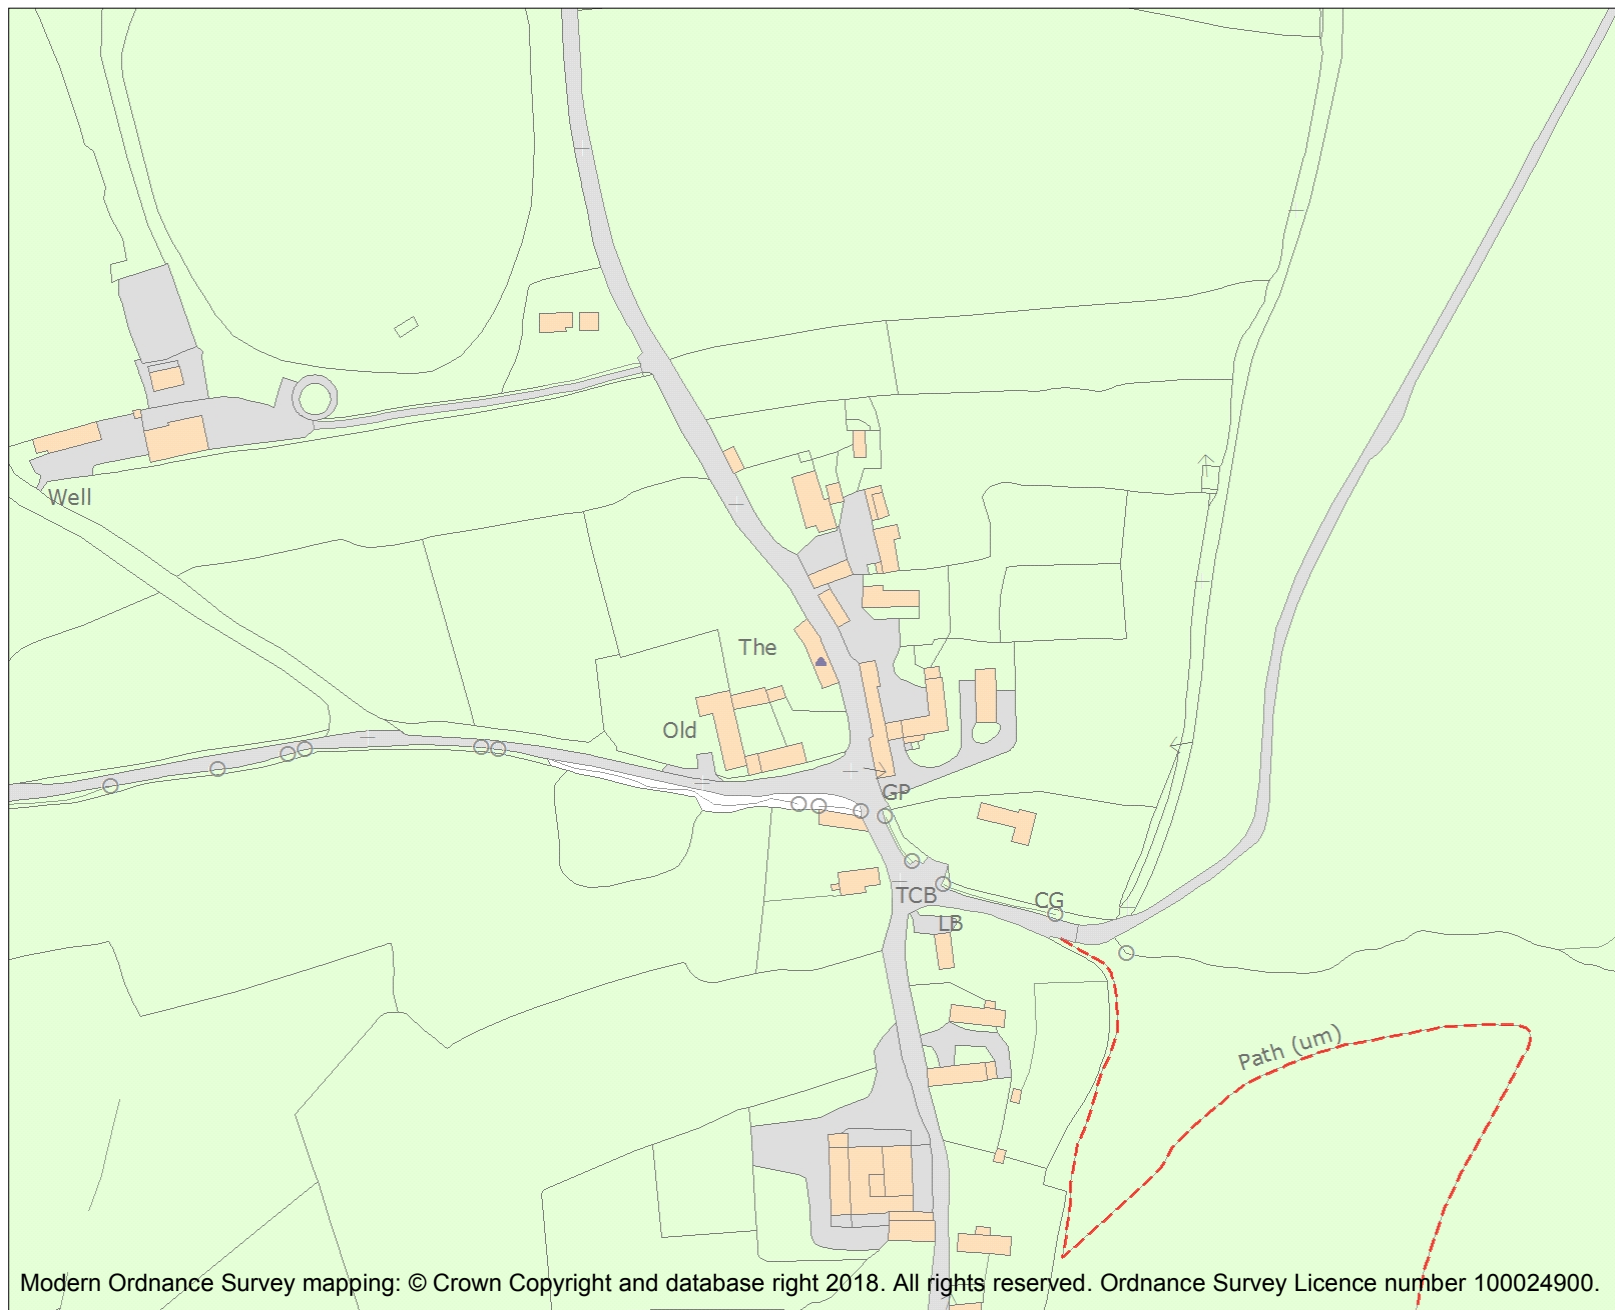 Well
The
Old
GP
TCB
CG
LB
Path (um)
Modern Ordnance Survey mapping: © Crown Copyright and database right 2018. All rights reserved. Ordnance Survey Licence number 100024900.